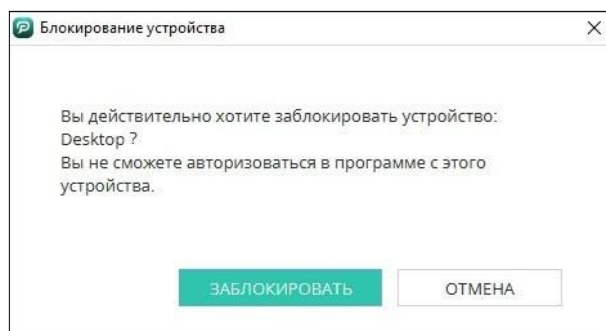 Блокирование устройства
Вы действительно хотите заблокировать устройство:
Desktop ?
Вы не сможете авторизоваться в программе с этого
устройства.
ЗАБЛОКИРОВАТЬ
ОТМЕНА